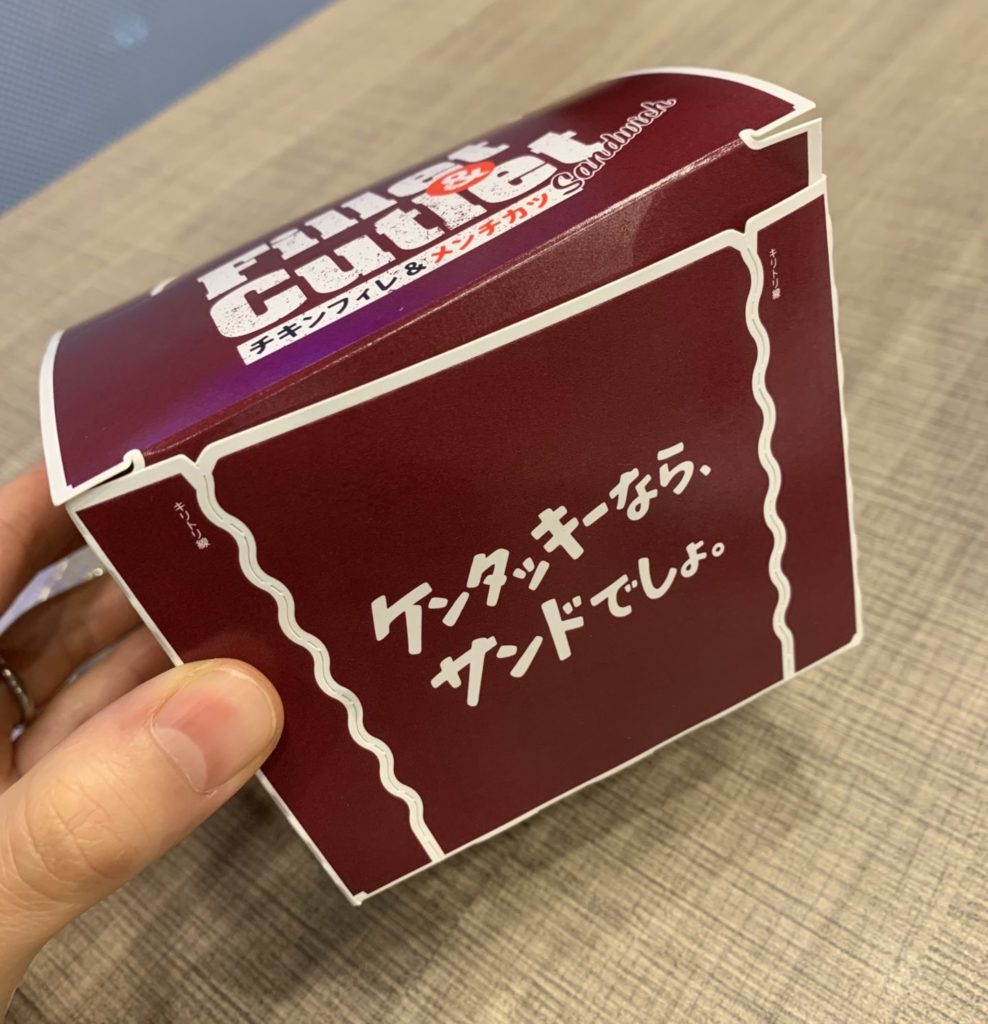 Fillet
&
Cutlet
Sandwich
チキンフィレ&メンチカツ
キリトリ線
キリトリ線
ケンタッキーなら、
サンドでしょ。